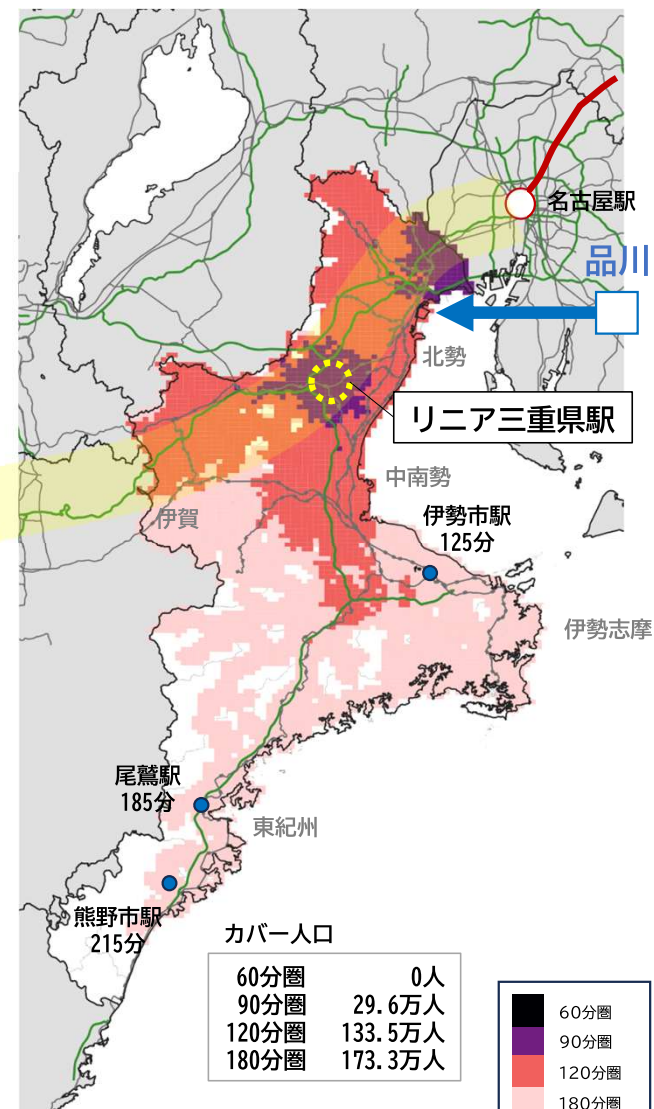 名古屋駅
品川
北勢
リニア三重県駅
中南勢
伊勢市駅
125分
伊賀
伊勢志摩
尾鷲駅
185分
東紀州
熊野市駅
215分
カバー人口
60分圏 0人
90分圏 29.6万人
120分圏 133.5万人
180分圏 173.3万人
60分圏
90分圏
120分圏
180分圏